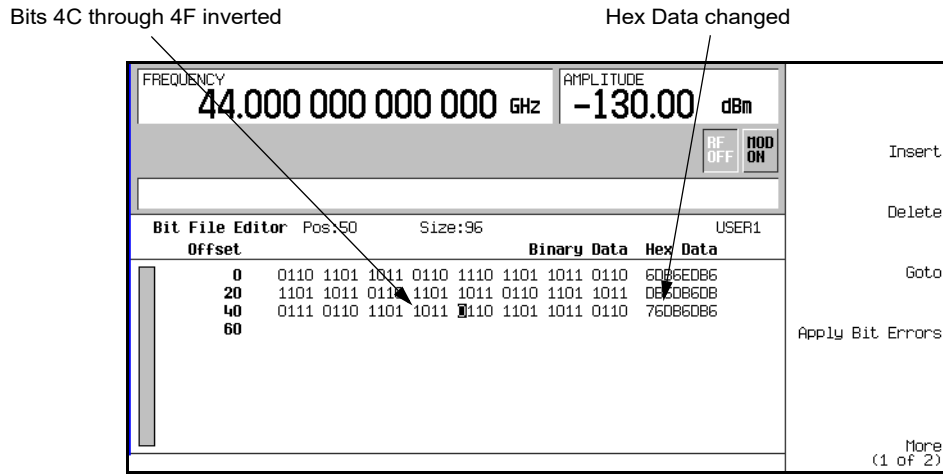 Bits 4C through 4F inverted
Hex Data changed
FREQUENCY
44.000 000 000 000 GHz
AMPLITUDE
-130.00 dBm
RF OFF
MOD ON
Insert
Delete
Bit File Editor Pos:50 Size:96 USER1
Offset Binary Data Hex Data
Goto
0 0110 1101 1011 0110 1110 1101 1011 0110 6DB6EDB6
20 1101 1011 0110 1101 1011 0110 1101 1011 DB6DB6DB
40 0111 0110 1101 1011 0110 1101 1011 0110 76DB6DB6
60
Apply Bit Errors
More
(1 of 2)